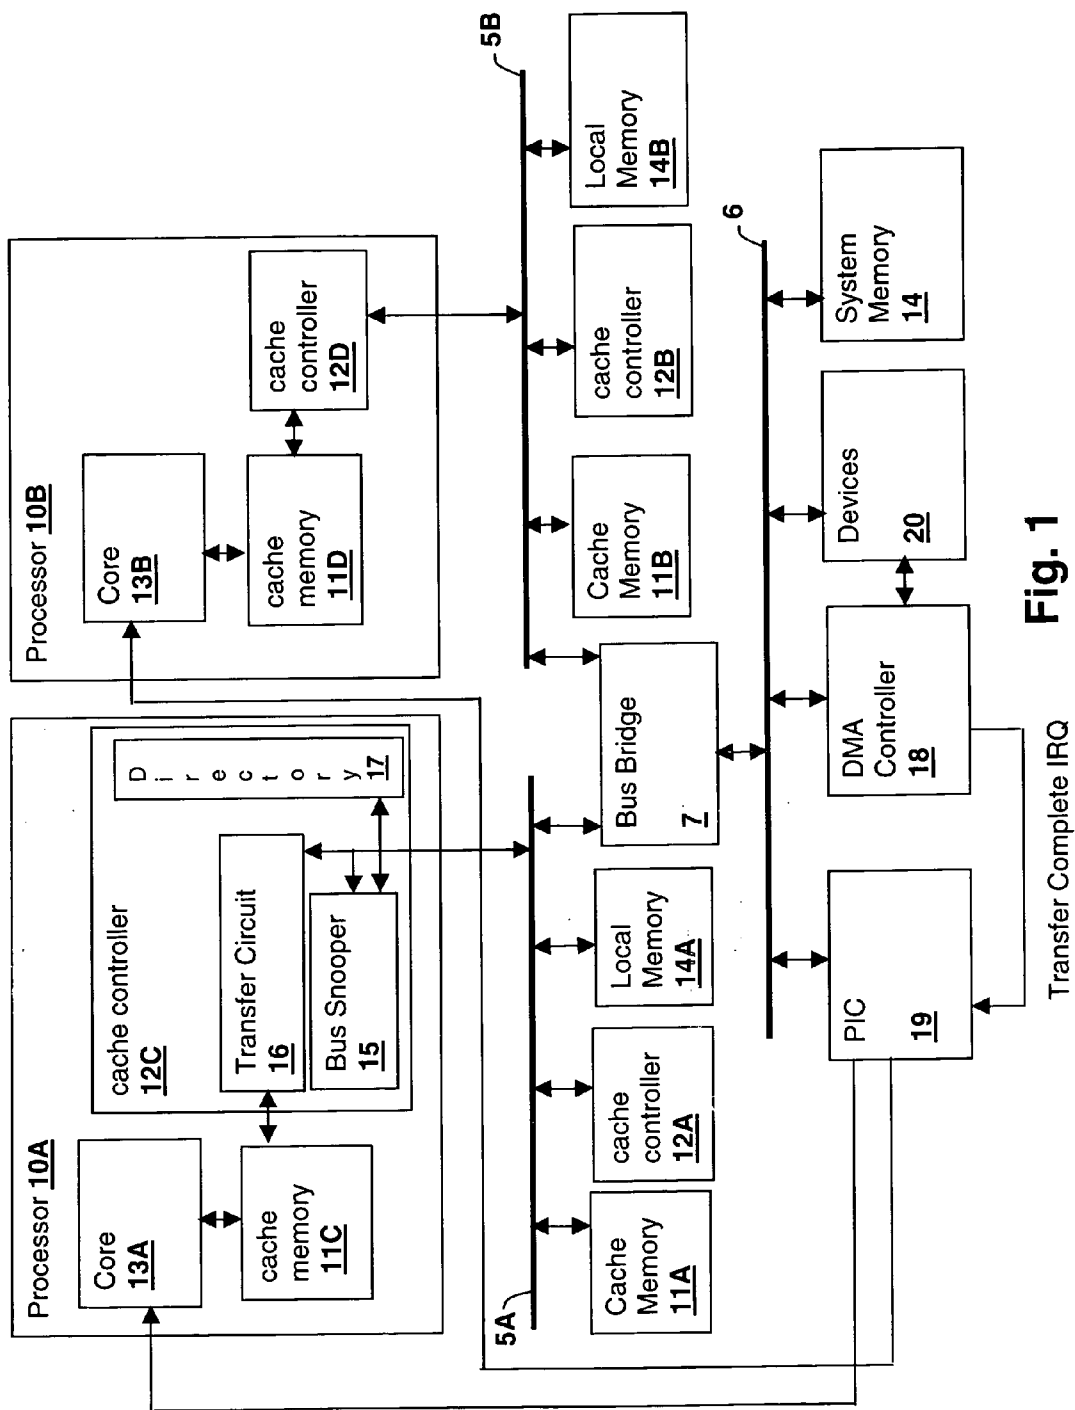 Processor 10A
Core
13A
cache
memory
11C
cache controller
12C
Transfer Circuit
16
Bus Snooper
15
Directory
17
Processor 10B
Core
13B
cache
memory
11D
cache
controller
12D
5A
5B
Cache
Memory
11A
cache
controller
12A
Local
Memory
14A
Bus Bridge
7
Cache
Memory
11B
cache
controller
12B
Local
Memory
14B
6
PIC
19
DMA
Controller
18
Devices
20
System
Memory
14
Transfer Complete IRQ
Fig. 1